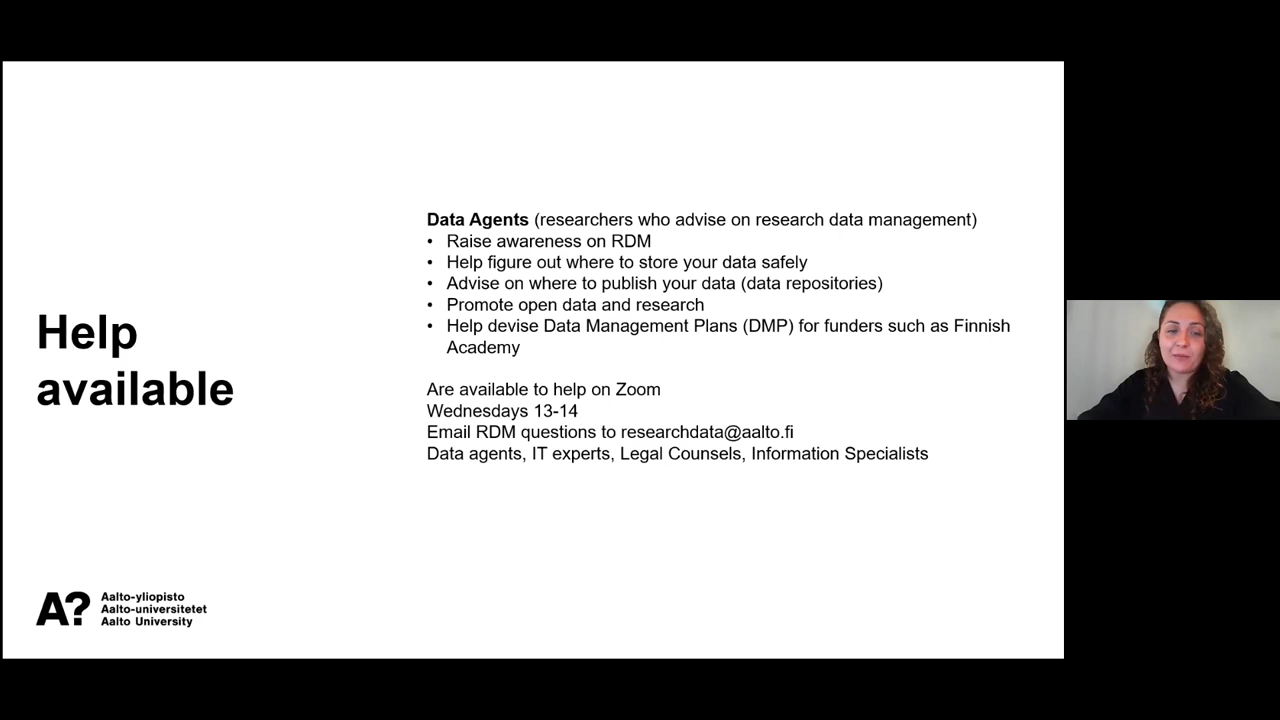 Help
available
Data Agents (researchers who advise on research data management)
• Raise awareness on RDM
• Help figure out where to store your data safely
• Advise on where to publish your data (data repositories)
• Promote open data and research
• Help devise Data Management Plans (DMP) for funders such as Finnish
Academy
Are available to help on Zoom
Wednesdays 13-14
Email RDM questions to researchdata@aalto.fi
Data agents, IT experts, Legal Counsels, Information Specialists
A?
Aalto-yliopisto
Aalto-universitetet
Aalto University